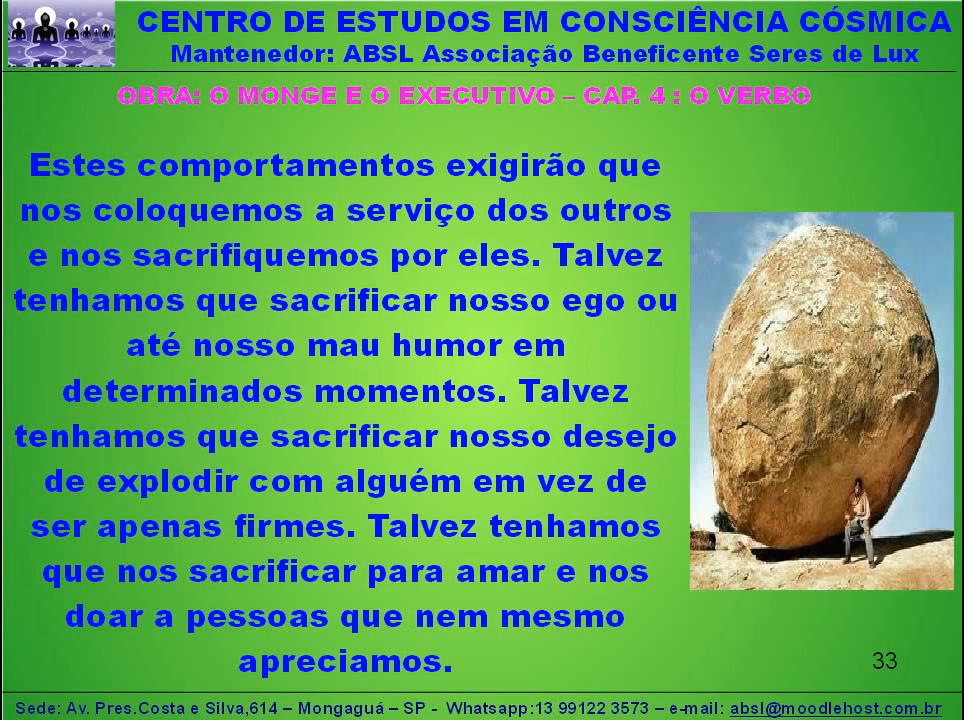 CENTRO DE ESTUDOS EM CONSCIÊNCIA CÓSMICA
Mantenedor: ABSL Associação Beneficente Seres de Lux
OBRA: O MONGE E O EXECUTIVO – CAP. 4 : O VERBO
Estes comportamentos exigirão que
nos coloquemos a serviço dos outros
e nos sacrifiquemos por eles. Talvez
tenhamos que sacrificar nosso ego ou
até nosso mau humor em
determinados momentos. Talvez
tenhamos que sacrificar nosso desejo
de explodir com alguém em vez de
ser apenas firmes. Talvez tenhamos
que nos sacrificar para amar e nos
doar a pessoas que nem mesmo
apreciamos.
33
Sede: Av. Pres.Costa e Silva,614 – Mongaguá – SP - Whatsapp:13 99122 3573 – e-mail: absl@moodlehost.com.br